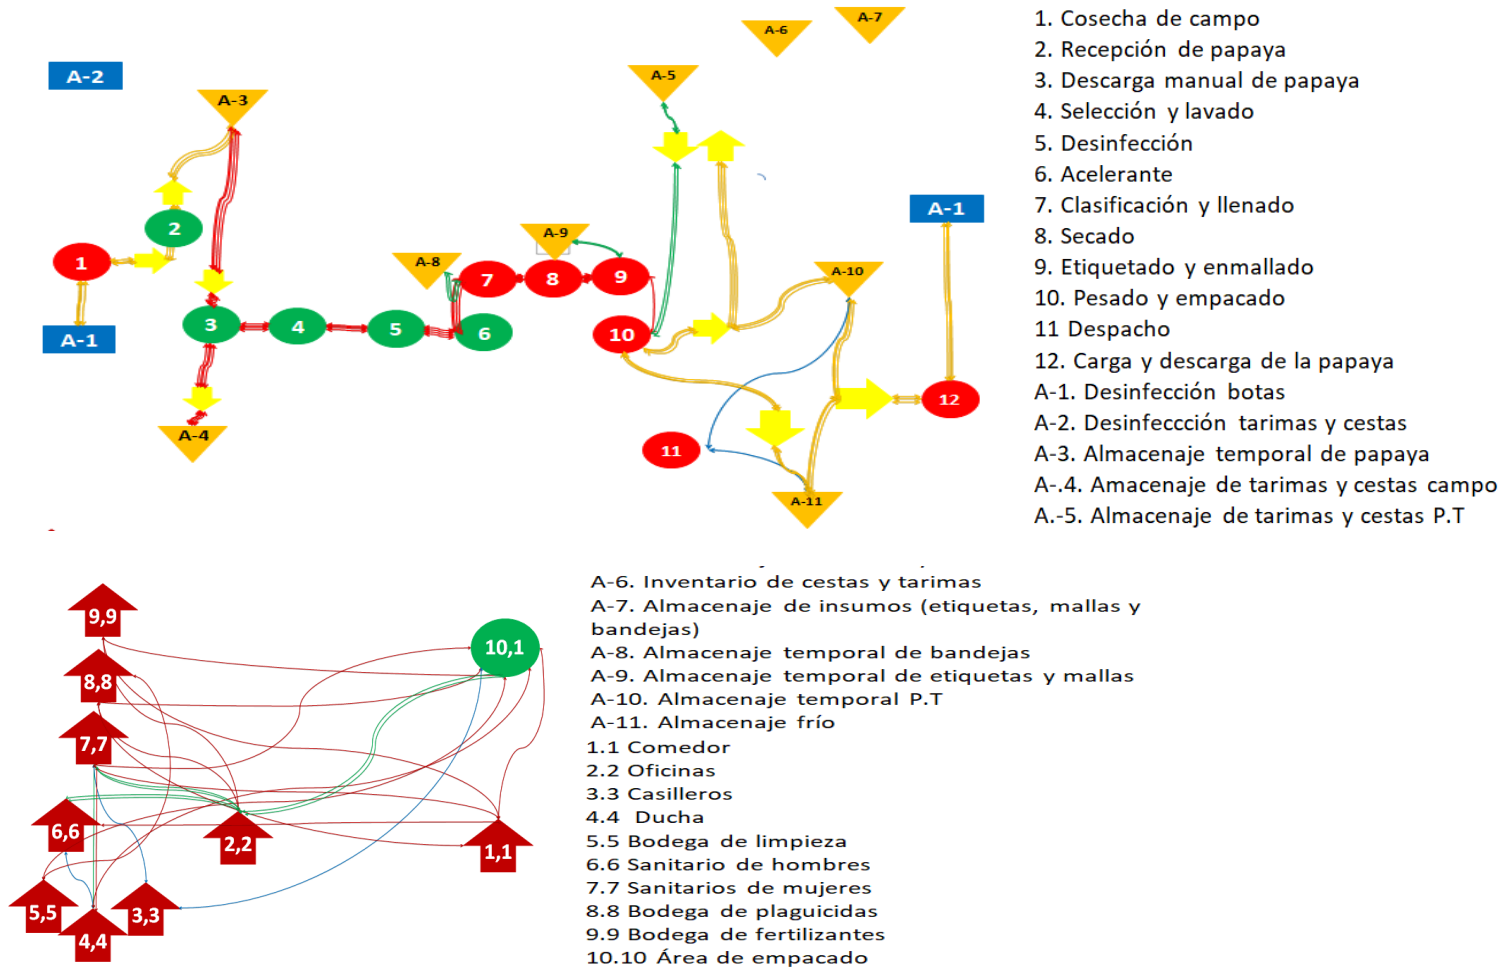 A-2
A-3
2
1
A-1
3
4
5
6
A-4
A-8
7
A-9
8
9
10
A-5
A-6
A-7
A-10
A-1
12
11
A-11
1. Cosecha de campo
2. Recepción de papaya
3. Descarga manual de papaya
4. Selección y lavado
5. Desinfección
6. Acelerante
7. Clasificación y llenado
8. Secado
9. Etiquetado y enmallado
10. Pesado y empacado
11 Despacho
12. Carga y descarga de la papaya
A-1. Desinfección botas
A-2. Desinfeccción tarimas y cestas
A-3. Almacenaje temporal de papaya
A-.4. Amacenaje de tarimas y cestas campo
A.-5. Almacenaje de tarimas y cestas P.T
9,9
8,8
7,7
6,6
5,5
4,4
3,3
2,2
1,1
10,1
A-6. Inventario de cestas y tarimas
A-7. Almacenaje de insumos (etiquetas, mallas y
bandejas)
A-8. Almacenaje temporal de bandejas
A-9. Almacenaje temporal de etiquetas y mallas
A-10. Almacenaje temporal P.T
A-11. Almacenaje frío
1.1 Comedor
2.2 Oficinas
3.3 Casilleros
4.4 Ducha
5.5 Bodega de limpieza
6.6 Sanitario de hombres
7.7 Sanitarios de mujeres
8.8 Bodega de plaguicidas
9.9 Bodega de fertilizantes
10.10 Área de empacado